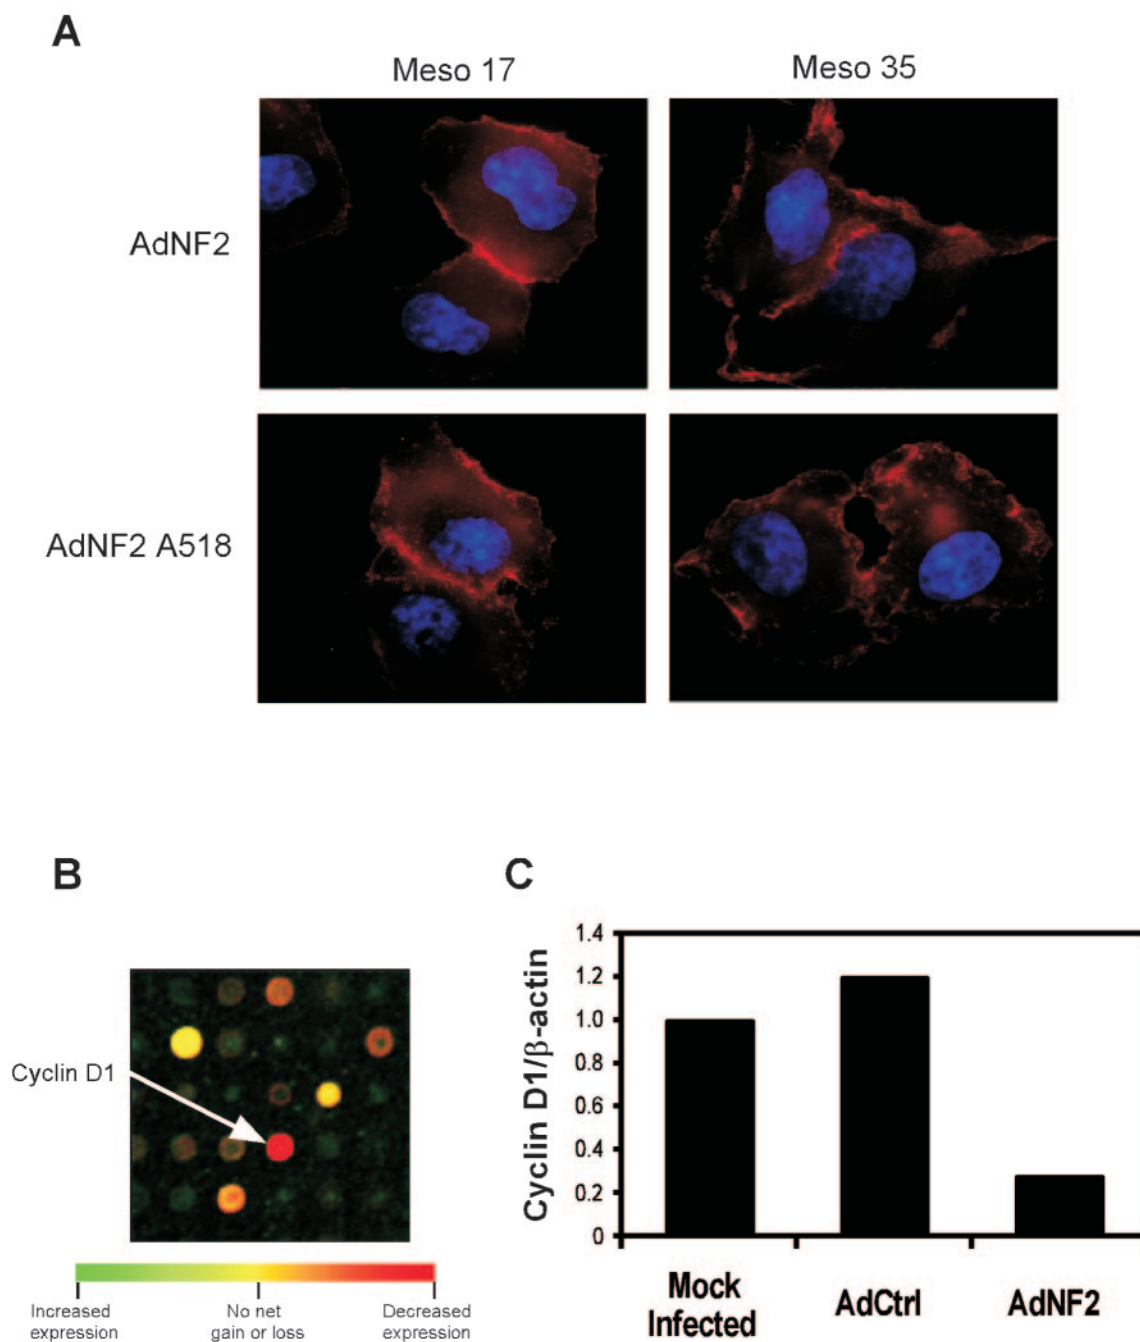 A
Meso 17
Meso 35
AdNF2
AdNF2 A518
B
Cyclin D1
Increased
expression
No net
gain or loss
Decreased
expression
C
Cyclin D1/β-actin
1.4
1.2
1.0
0.8
0.6
0.4
0.2
0
Mock
Infected
AdCtrl
AdNF2